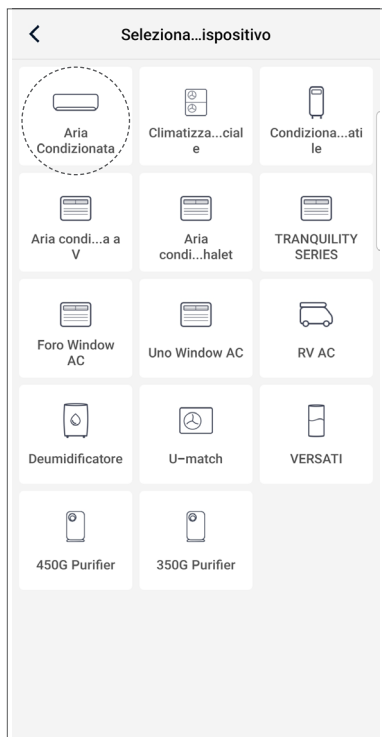 Seleziona...ispositivo
Aria
Condizionata
Climatizza...cial
e
Condiziona...ati
le
Aria condi...a a
V
Aria
condi...halet
TRANQUILITY
SERIES
Foro Window
AC
Uno Window AC
RV AC
Deumidificatore
U-match
VERSATI
450G Purifier
350G Purifier